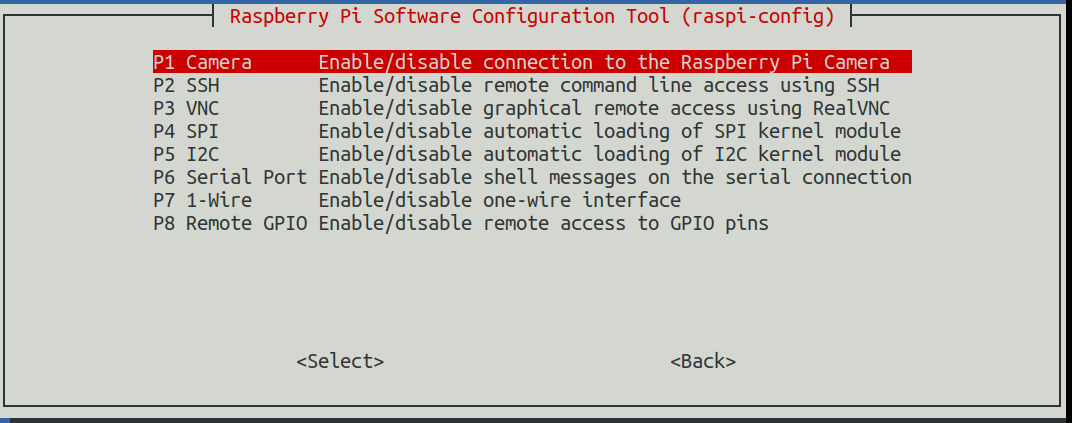 Raspberry Pi Software Configuration Tool (raspi-config)
P1 Camera Enable/disable connection to the Raspberry Pi Camera
P2 SSH Enable/disable remote command line access using SSH
P3 VNC Enable/disable graphical remote access using RealVNC
P4 SPI Enable/disable automatic loading of SPI kernel module
P5 I2C Enable/disable automatic loading of I2C kernel module
P6 Serial Port Enable/disable shell messages on the serial connection
P7 1-Wire Enable/disable one-wire interface
P8 Remote GPIO Enable/disable remote access to GPIO pins
<Select> <Back>